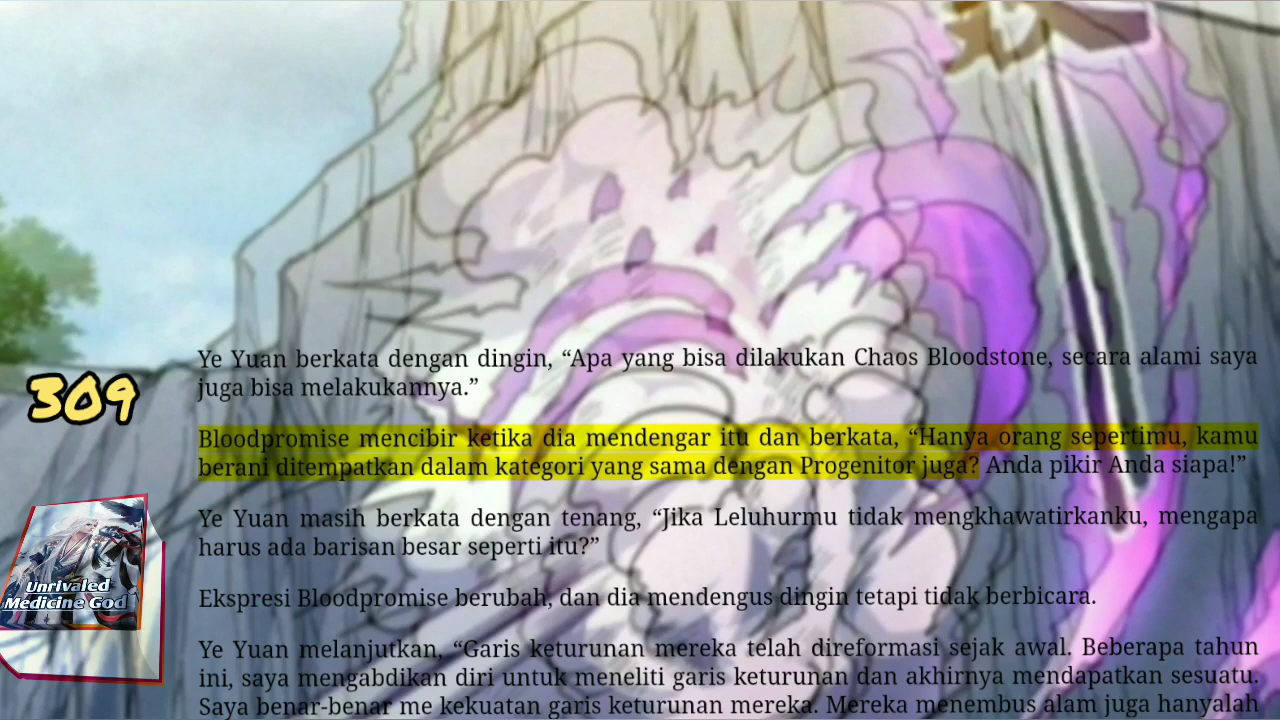 Ye Yuan berkata dengan dingin, “Apa yang bisa dilakukan Chaos Bloodstone, secara alami saya
juga bisa melakukannya.”
309
Bloodpromise mencibir ketika dia mendengar itu dan berkata, “Hanya orang sepertimu, kamu
berani ditempatkan dalam kategori yang sama dengan Progenitor juga? Anda pikir Anda siapa!”
Ye Yuan masih berkata dengan tenang, “Jika Leluhurmu tidak mengkhawatirkanku, mengapa
harus ada barisan besar seperti itu?”
Unrivaled
Medicine God
Ekspresi Bloodpromise berubah, dan dia mendengus dingin tetapi tidak berbicara.
Ye Yuan melanjutkan, “Garis keturunan mereka telah direformasi sejak awal. Beberapa tahun
ini, saya mengabdikan diri untuk meneliti garis keturunan dan akhirnya mendapatkan sesuatu.
Saya benar-benar me kekuatan garis keturunan mereka. Mereka menembus alam juga hanyalah